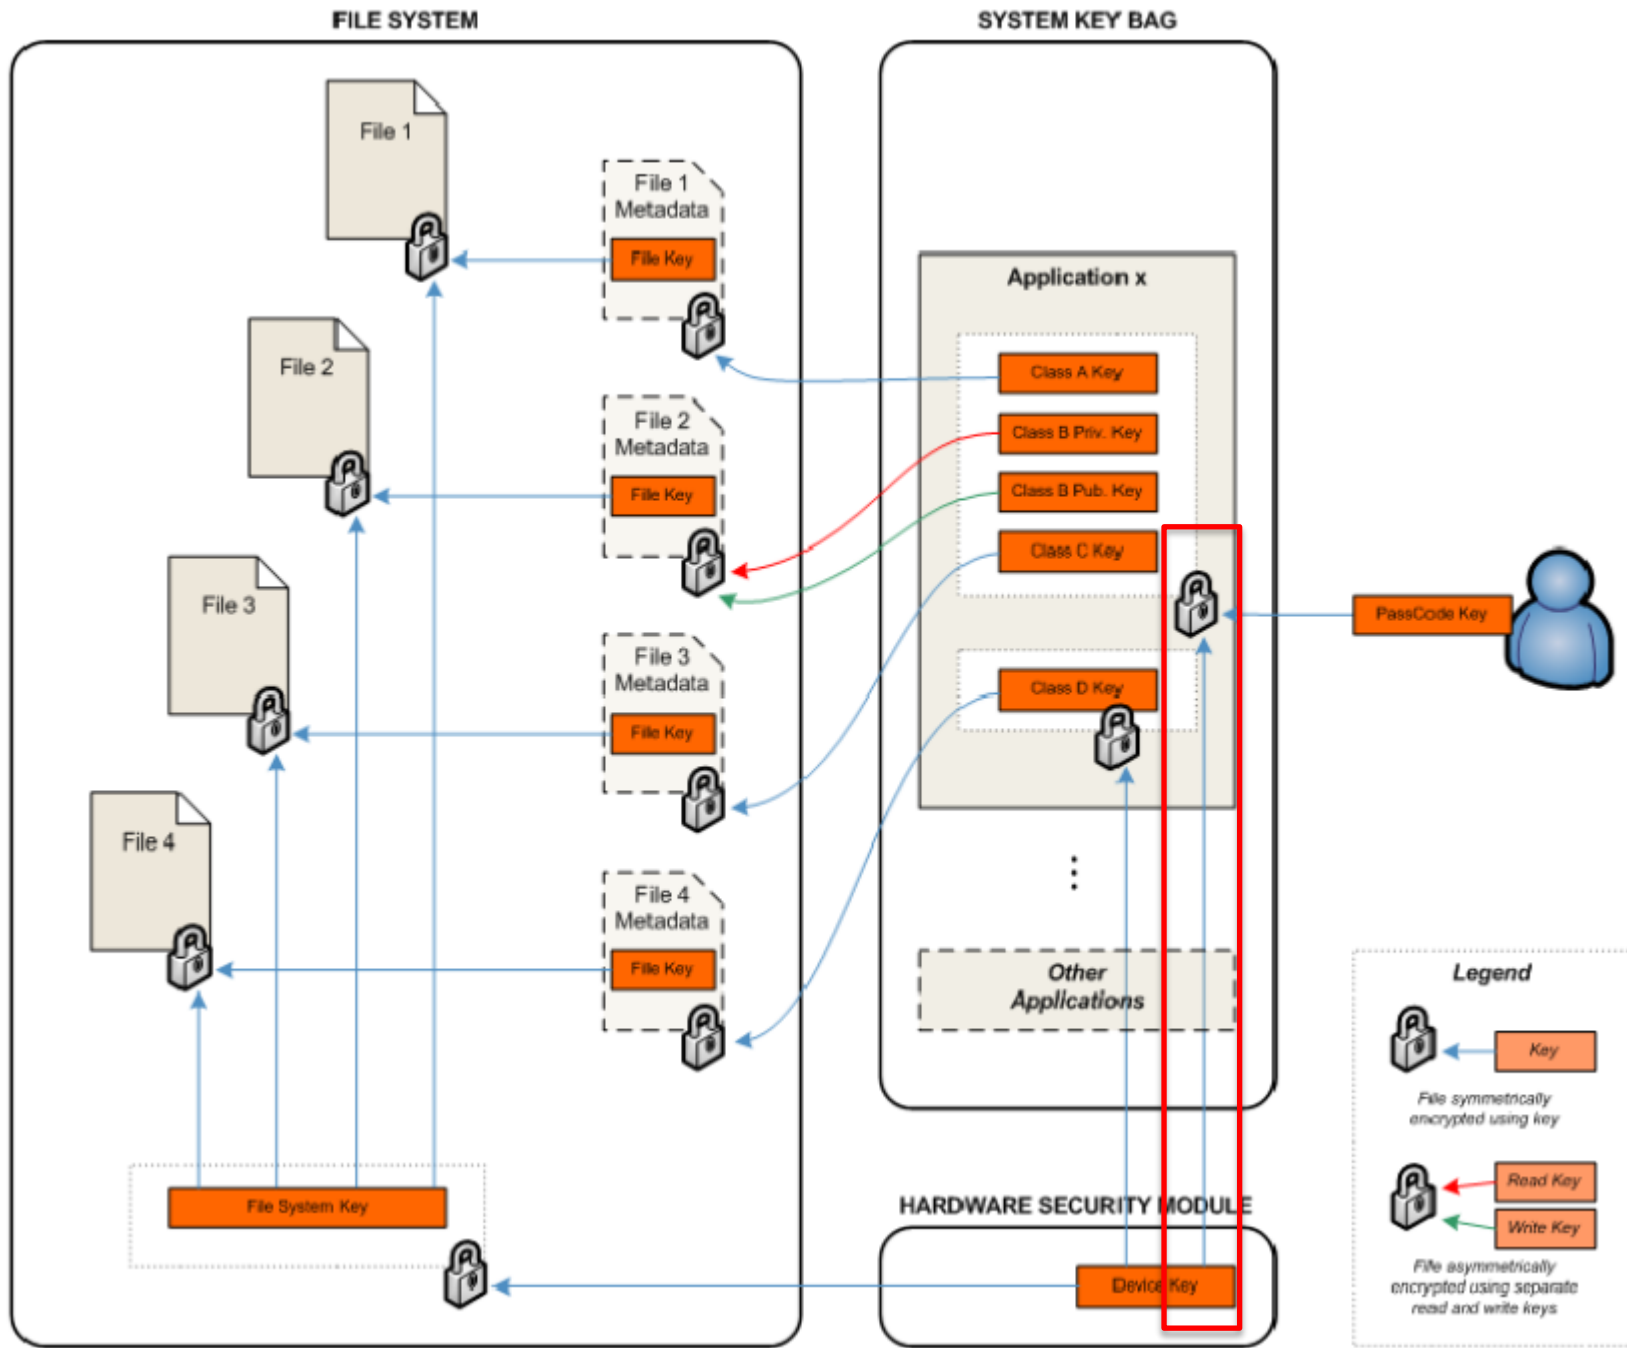 FILE SYSTEM
SYSTEM KEY BAG
File 1
File 1
Metadata
File Key
File 2
File 2
Metadata
File Key
File 3
File 3
Metadata
File Key
File 4
File 4
Metadata
File Key
File System Key
Application x
Class A Key
Class B Priv. Key
Class B Pub. Key
Class C Key
Class D Key
PassCode Key
Other
Applications
HARDWARE SECURITY MODULE
Device Key
Legend
Key
File symmetrically
encrypted using key
Read Key
Write Key
File asymmetrically
encrypted using separate
read and write keys